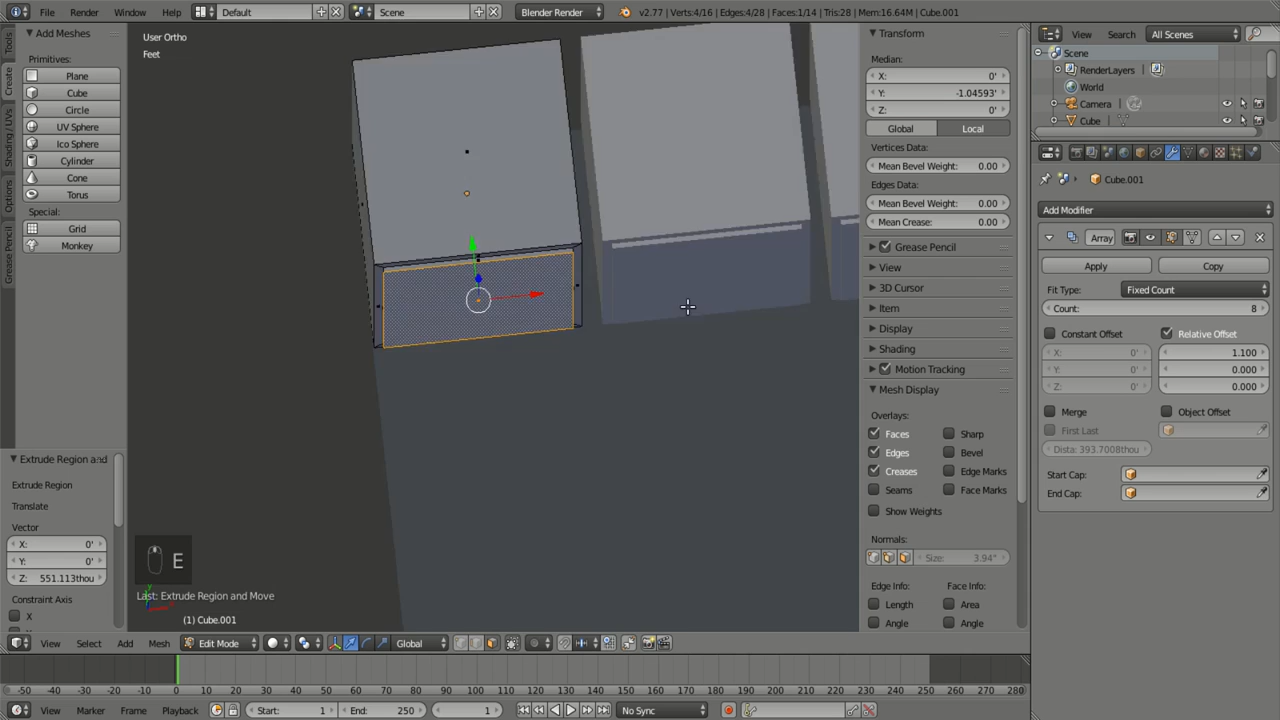 File Render Window Help Default Scene Blender Render v2.77 | Verts:4/16 | Edges:4/28 | Faces:1/14 | Tris:28 | Mem:16.64M | Cube.001
Tools
Create
Shading / UVs
Options
Grease Pencil
Add Meshes
Primitives:
Plane
Cube
Circle
UV Sphere
Ico Sphere
Cylinder
Cone
Torus
Special:
Grid
Monkey
Extrude Region and
Extrude Region
Translate
Vector
X: 0'
Y: 0'
Z: 551.113thou
Constraint Axis
X
User Ortho
Feet
E
Last: Extrude Region and Move
(1) Cube.001
Transform
Median:
X: 0'
Y: -1.04593'
Z: 0'
Global Local
Vertices Data:
Mean Bevel Weight: 0.00
Edges Data:
Mean Bevel Weight: 0.00
Mean Crease: 0.00
Grease Pencil
View
3D Cursor
Item
Display
Shading
Motion Tracking
Mesh Display
Overlays:
Faces Sharp
Edges Bevel
Creases Edge Marks
Seams Face Marks
Show Weights
Normals:
Size: 3.94"
Edge Info: Face Info:
Length Area
Angle Angle
View Search All Scenes
Scene
RenderLayers
World
Camera
Cube
Cube.001
Add Modifier
Array
Apply Copy
Fit Type: Fixed Count
Count: 8
Constant Offset Relative Offset
X: 0' 1.100
Y: 0' 0.000
Z: 0' 0.000
Merge Object Offset
First Last
Dista: 393.7008thou
Start Cap:
End Cap:
View Select Add Mesh Edit Mode Global
-50 -40 -30 -20 -10 0 10 20 30 40 50 60 70 80 90 100 110 120 130 140 150 160 170 180 190 200 210 220 230 240 250 260 270 280
View Marker Frame Playback Start: 1 End: 250 1 No Sync